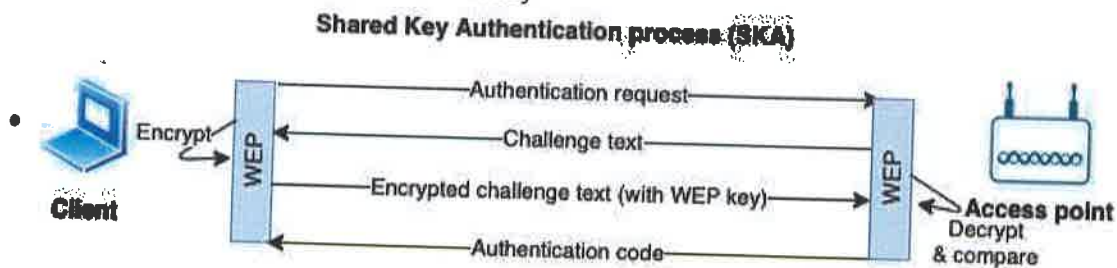 Shared Key Authentication process (SKA)
Authentication request
Encrypt
WEP
Challenge text
WEP
Encrypted challenge text (with WEP key)
Client
Access point
Decrypt
& compare
Authentication code